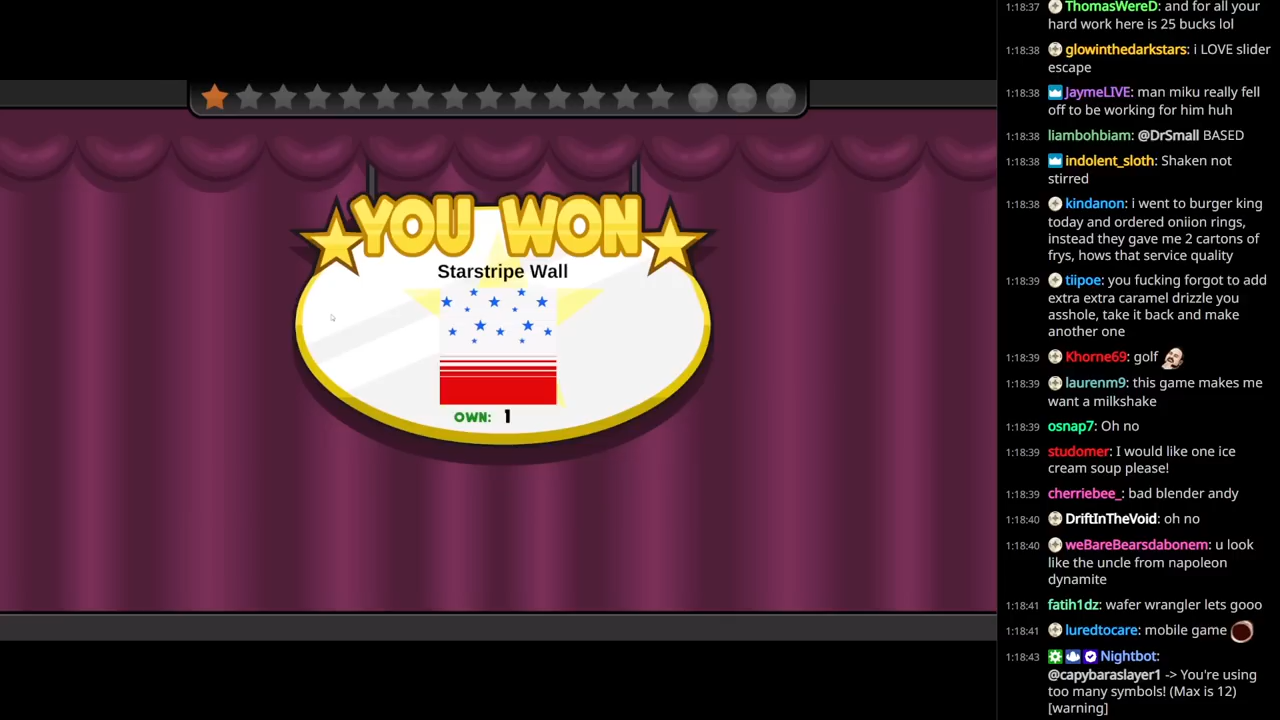 YOU WON
Starstripe Wall
OWN: 1
1:18:37 ThomasWereD: and for all your
hard work here is 25 bucks lol
1:18:38 glowinthedarkstars: i LOVE slider
escape
1:18:38 JaymeLIVE: man miku really fell
off to be working for him huh
1:18:38 liambohbiam: @DrSmall BASED
1:18:38 indolent_sloth: Shaken not
stirred
1:18:38 kindanon: i went to burger king
today and ordered oniion rings,
instead they gave me 2 cartons of
frys, hows that service quality
1:18:39 tiipoe: you fucking forgot to add
extra extra caramel drizzle you
asshole, take it back and make
another one
1:18:39 Khorne69: golf
1:18:39 laurenm9: this game makes me
want a milkshake
1:18:39 osnap7: Oh no
1:18:39 studomer: I would like one ice
cream soup please!
1:18:39 cherriebee_: bad blender andy
1:18:40 DriftInTheVoid: oh no
1:18:40 weBareBearsdabonem: u look
like the uncle from napoleon
dynamite
1:18:41 fatih1dz: wafer wrangler lets gooo
1:18:41 luredtocare: mobile game
1:18:43 Nightbot:
@capybaraslayer1 -> You're using
too many symbols! (Max is 12)
[warning]